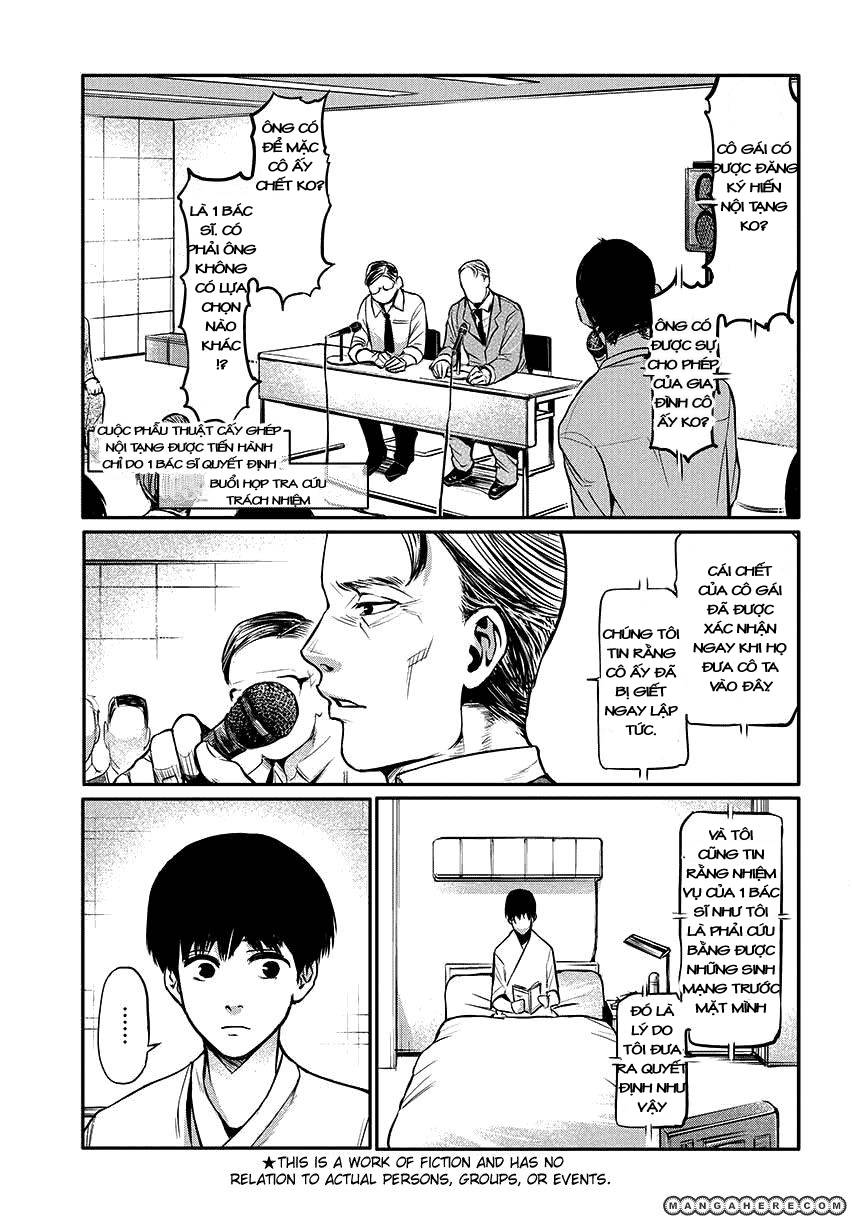 CÔ GÁI CÓ
ĐƯỢC ĐĂNG
KÝ HIẾN
NỘI TẠNG
KO?
ÔNG CÓ
ĐƯỢC SỰ
CHO PHÉP
CỦA GIA
ĐÌNH CÔ
ẤY KO?
ÔNG CÓ
ĐỂ MẶC
CÔ ẤY
CHẾT KO?
LÀ 1 BÁC
SĨ, CÓ
PHẢI ÔNG
KHÔNG
CÓ LỰA
CHỌN
NÀO
KHÁC
!?
CUỘC PHẪU THUẬT CẤY GHÉP
NỘI TẠNG ĐƯỢC TIẾN HÀNH
CHỈ DO 1 BÁC SĨ QUYẾT ĐỊNH
BUỔI HỌP TRA CỨU
TRÁCH NHIỆM
CÁI CHẾT
CỦA CÔ GÁI
ĐÃ ĐƯỢC
XÁC NHẬN
NGAY KHI HỌ
ĐƯA CÔ TA
VÀO ĐÂY
CHÚNG TÔI
TIN RẰNG
CÔ ẤY ĐÃ
BỊ GIẾT
NGAY LẬP
TỨC.
VÀ TÔI
CŨNG TIN
RẰNG NHIỆM
VỤ CỦA 1 BÁC
SĨ NHƯ TÔI
LÀ PHẢI CỨU
BẰNG ĐƯỢC
NHỮNG SINH
MẠNG TRƯỚC
MẶT MÌNH
ĐÓ LÀ
LÝ DO
TÔI ĐƯA
RA QUYẾT
ĐỊNH NHƯ
VẬY
......
★THIS IS A WORK OF FICTION AND HAS NO
RELATION TO ACTUAL PERSONS, GROUPS, OR EVENTS.
MANGAHERE.COM